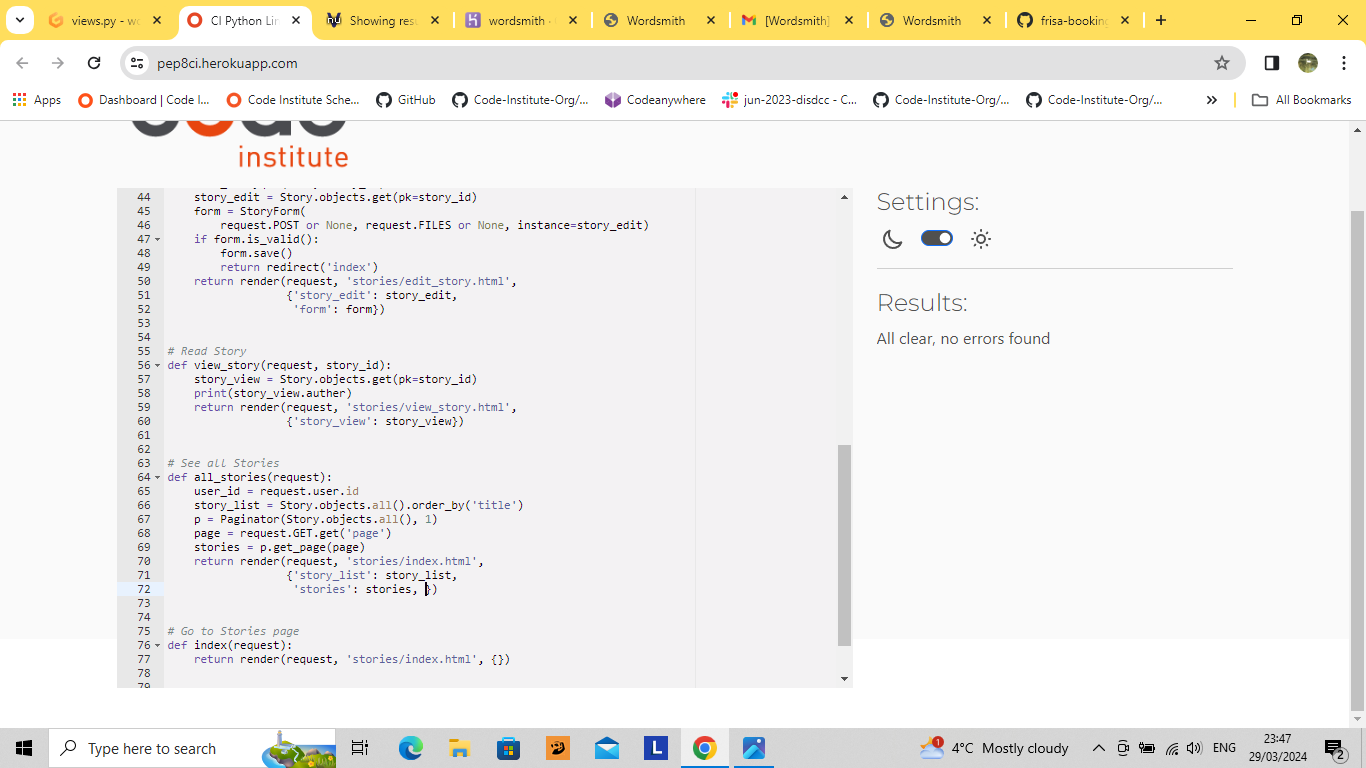 views.py - wo
CI Python Lin
Showing resu
wordsmith ·
Wordsmith
[Wordsmith]
Wordsmith
frisa-booking
pep8ci.herokuapp.com
Apps
Dashboard | Code I...
Code Institute Sche...
GitHub
Code-Institute-Org/...
Codeanywhere
jun-2023-disdcc - C...
Code-Institute-Org/...
Code-Institute-Org/...
All Bookmarks
code
institute
44 story_edit = Story.objects.get(pk=story_id)
45 form = StoryForm(
46 request.POST or None, request.FILES or None, instance=story_edit)
47 if form.is_valid():
48 form.save()
49 return redirect('index')
50 return render(request, 'stories/edit_story.html',
51 {'story_edit': story_edit,
52 'form': form})
53
54
55 # Read Story
56 def view_story(request, story_id):
57 story_view = Story.objects.get(pk=story_id)
58 print(story_view.auther)
59 return render(request, 'stories/view_story.html',
60 {'story_view': story_view})
61
62
63 # See all Stories
64 def all_stories(request):
65 user_id = request.user.id
66 story_list = Story.objects.all().order_by('title')
67 p = Paginator(Story.objects.all(), 1)
68 page = request.GET.get('page')
69 stories = p.get_page(page)
70 return render(request, 'stories/index.html',
71 {'story_list': story_list,
72 'stories': stories, })
73
74
75 # Go to Stories page
76 def index(request):
77 return render(request, 'stories/index.html', {})
78
79
Settings:
Results:
All clear, no errors found
Type here to search
L
1
4°C Mostly cloudy
ENG
23:47
29/03/2024
2